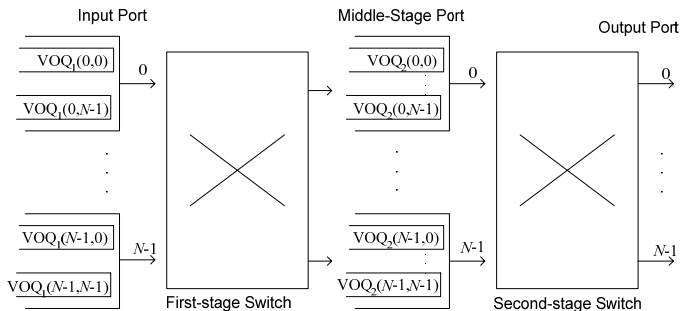 Input Port
Middle-Stage Port
Output Port
VOQ1(0,0)
0
VOQ1(0,N-1)
VOQ2(0,0)
0
VOQ2(0,N-1)
0
VOQ1(N-1,0)
N-1
VOQ1(N-1,N-1)
VOQ2(N-1,0)
N-1
VOQ2(N-1,N-1)
N-1
First-stage Switch
Second-stage Switch